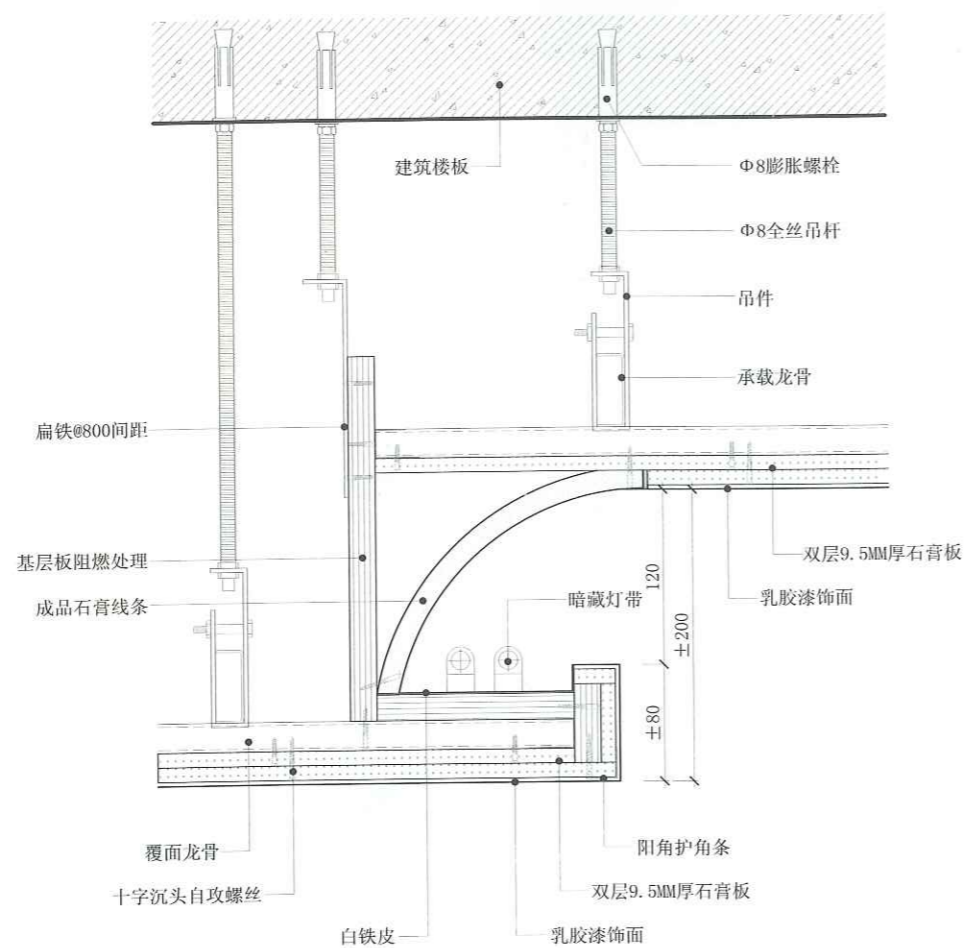 建筑楼板
Φ8膨胀螺栓
Φ8全丝吊杆
吊件
承载龙骨
扁铁@800间距
双层9.5MM厚石膏板
基层板阻燃处理
120
暗藏灯带
乳胶漆饰面
成品石膏线条
±200
±80
覆面龙骨
阳角护角条
十字沉头自攻螺丝
双层9.5MM厚石膏板
白铁皮
乳胶漆饰面